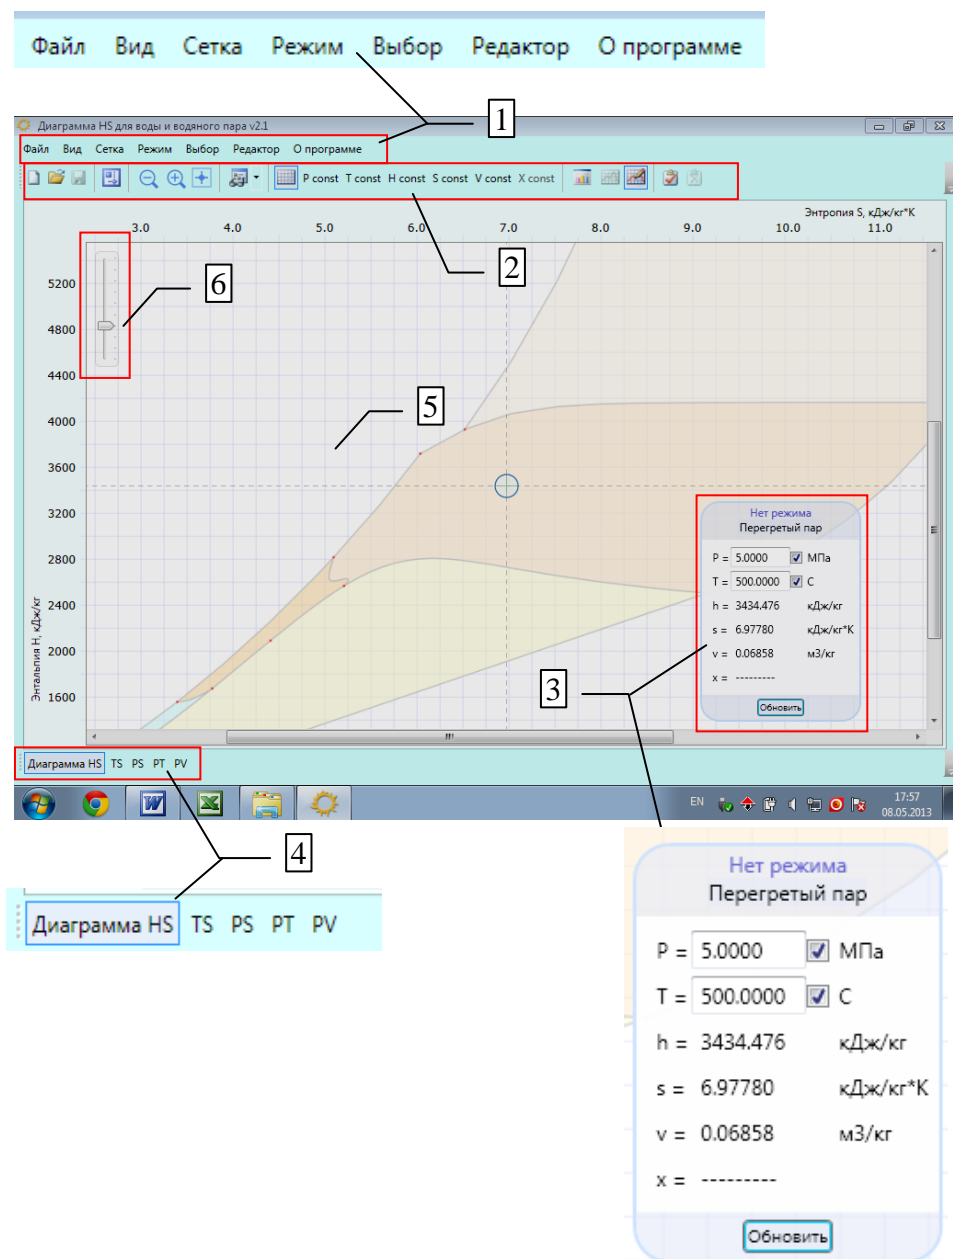 Файл Вид Сетка Режим Выбор Редактор О программе
1
Диаграмма HS для воды и водяного пара v2.1
Файл Вид Сетка Режим Выбор Редактор О программе
P const T const H const S const V const X const
Энтропия S, кДж/кг*К
3.0 4.0 5.0 6.0 7.0 8.0 9.0 10.0 11.0
2
6
5200
4800
4400
5
4000
3600
3200
2800
2400
2000
1600
Энтальпия H, кДж/кг
Нет режима
Перегретый пар
P = 5.0000 МПа
T = 500.0000 C
h = 3434.476 кДж/кг
s = 6.97780 кДж/кг*К
v = 0.06858 м3/кг
x = ---------
Обновить
3
Диаграмма HS TS PS PT PV
EN 17:57
08.05.2013
4
Диаграмма HS TS PS PT PV
Нет режима
Перегретый пар
P = 5.0000 МПа
T = 500.0000 C
h = 3434.476 кДж/кг
s = 6.97780 кДж/кг*К
v = 0.06858 м3/кг
x = ---------
Обновить